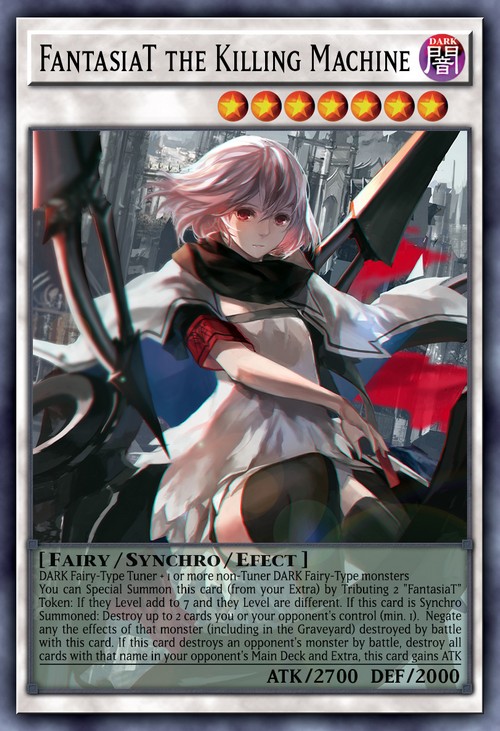 FantasiaT the Killing Machine
DARK
闇
[ Fairy/Synchro/Efect ]
DARK Fairy-Type Tuner + 1 or more non-Tuner DARK Fairy-Type monsters
You can Special Summon this card (from your Extra) by Tributing 2 "FantasiaT"
Token: If they Level add to 7 and they Level are different. If this card is Synchro
Summoned: Destroy up to 2 cards you or your opponent's control (min. 1). Negate
any the effects of that monster (including in the Graveyard) destroyed by battle
with this card. If this card destroys an opponent's monster by battle, destroy all
cards with that name in your opponent's Main Deck and Extra, this card gains ATK
ATK/2700 DEF/2000